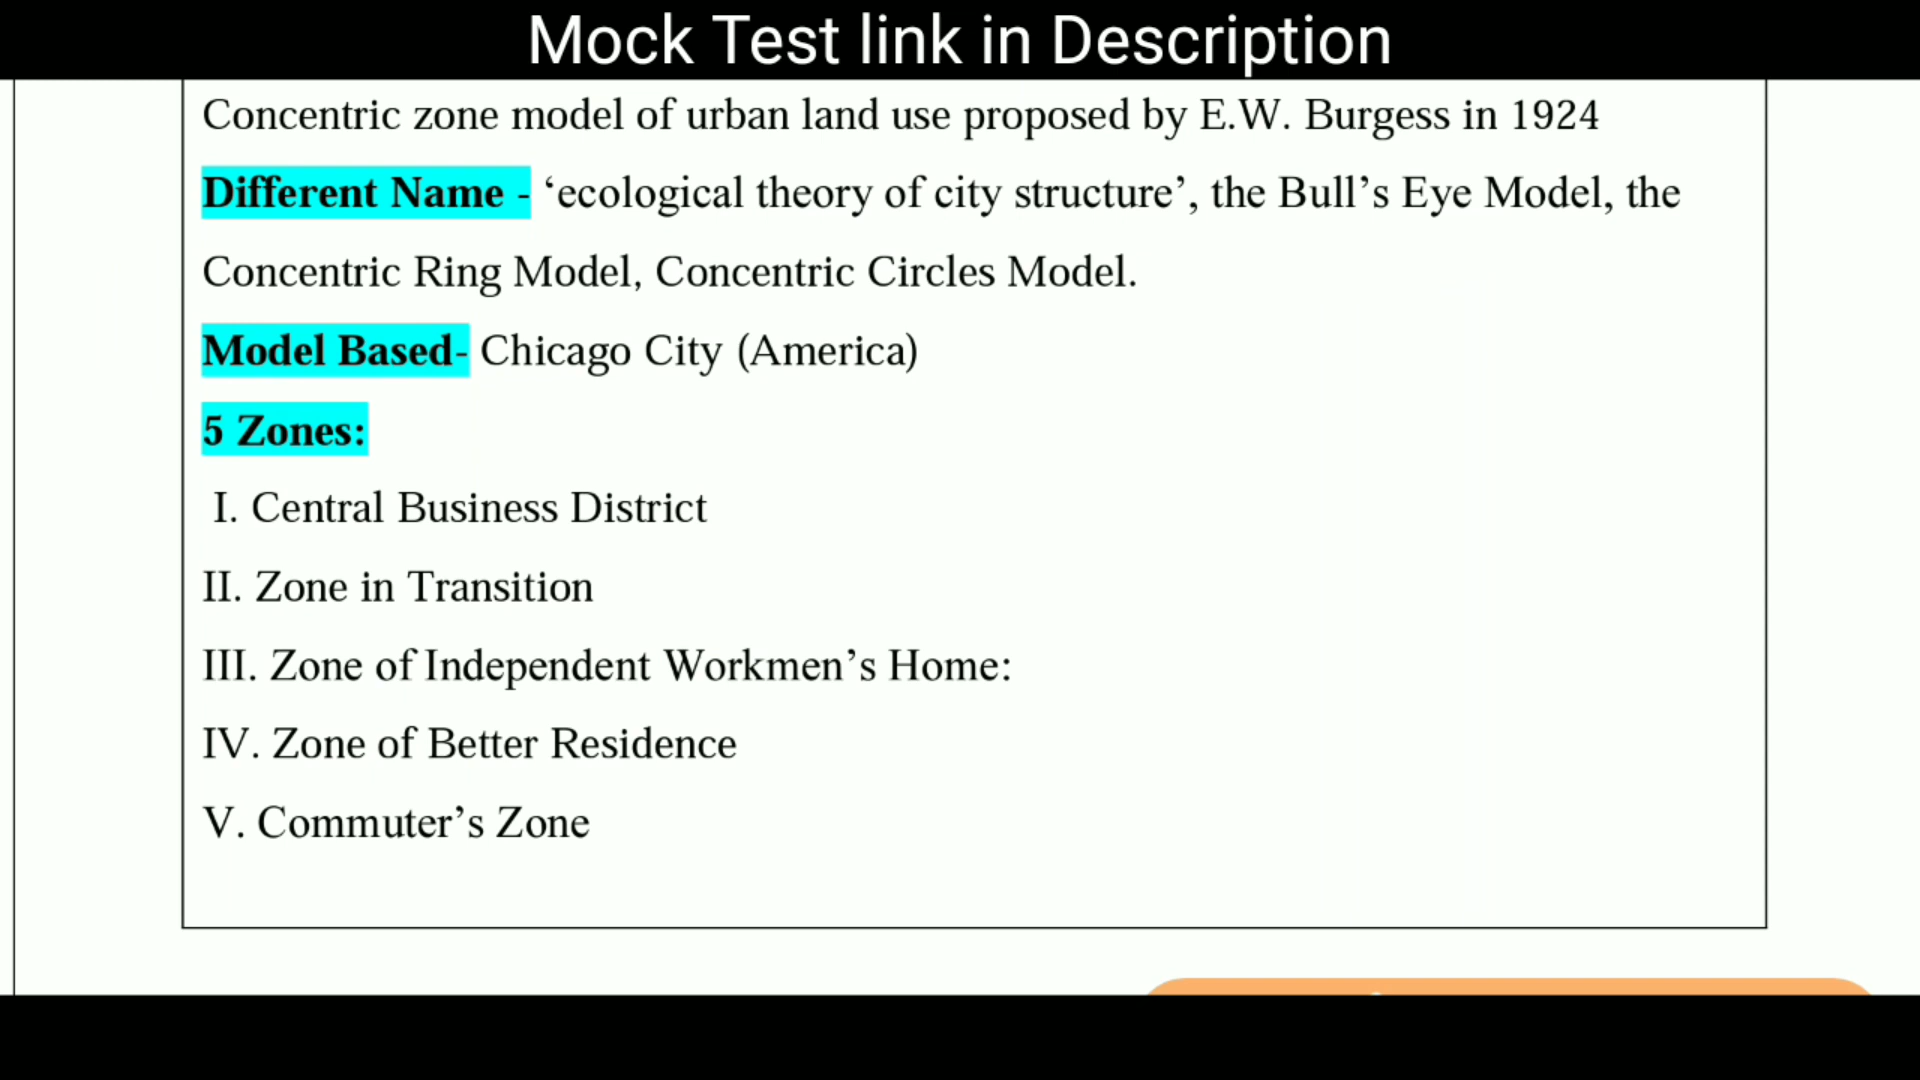 Mock Test link in Description
Concentric zone model of urban land use proposed by E.W. Burgess in 1924
Different Name - ‘ecological theory of city structure’, the Bull’s Eye Model, the
Concentric Ring Model, Concentric Circles Model.
Model Based- Chicago City (America)
5 Zones:
I. Central Business District
II. Zone in Transition
III. Zone of Independent Workmen’s Home:
IV. Zone of Better Residence
V. Commuter’s Zone